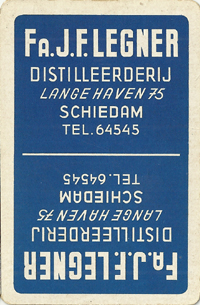 FA. J. F. LEGNER
DISTILLEERDERIJ
LANGE HAVEN 75
SCHIEDAM
TEL. 64545
FA. J. F. LEGNER
DISTILLEERDERIJ
LANGE HAVEN 75
SCHIEDAM
TEL. 64545